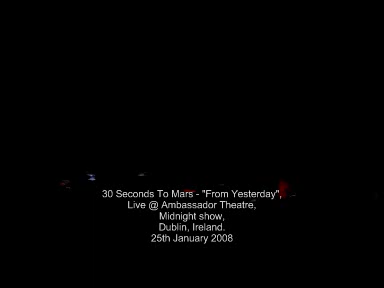 30 Seconds To Mars - "From Yesterday",
Live @ Ambassador Theatre,
Midnight show,
Dublin, Ireland.
25th January 2008